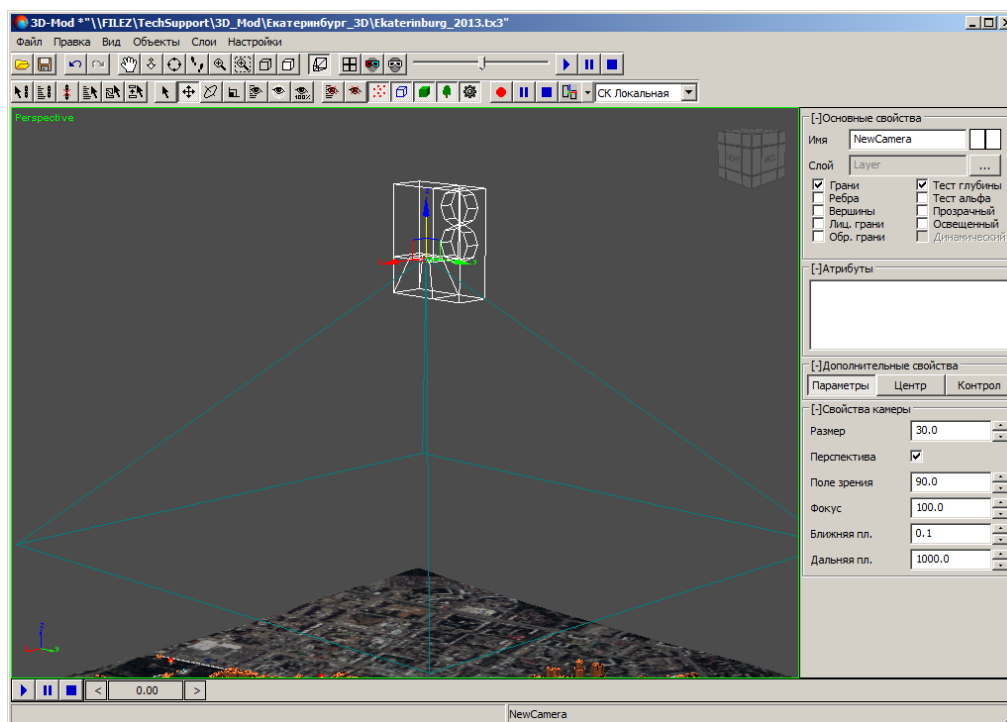 3D-Mod *"\\FILEZ\TechSupport\3D_Mod\Екатеринбург_3D\Ekaterinburg_2013.tx3"
Файл Правка Вид Объекты Слои Настройки
100%
СК Локальная
Perspective
[-]Основные свойства
Имя NewCamera
Слой Layer ...
Грани Тест глубины
Ребра Тест альфа
Вершины Прозрачный
Лиц. грани Освещенный
Обр. грани Динамический
[-]Атрибуты
[-]Дополнительные свойства
Параметры Центр Контрол
[-]Свойства камеры
Размер 30.0
Перспектива
Поле зрения 90.0
Фокус 100.0
Ближняя пл. 0.1
Дальняя пл. 1000.0
z
< 0.00 >
NewCamera